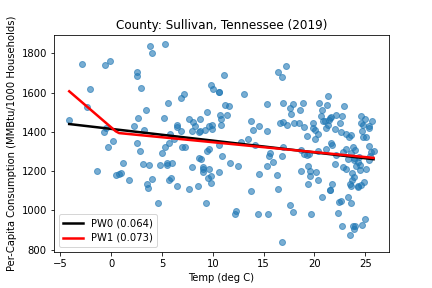 County: Sullivan, Tennessee (2019)
Per-Capita Consumption (MMBtu/1000 Households)
1800
1600
1400
1200
1000
800
PW0 (0.064)
PW1 (0.073)
−5 0 5 10 15 20 25
Temp (deg C)